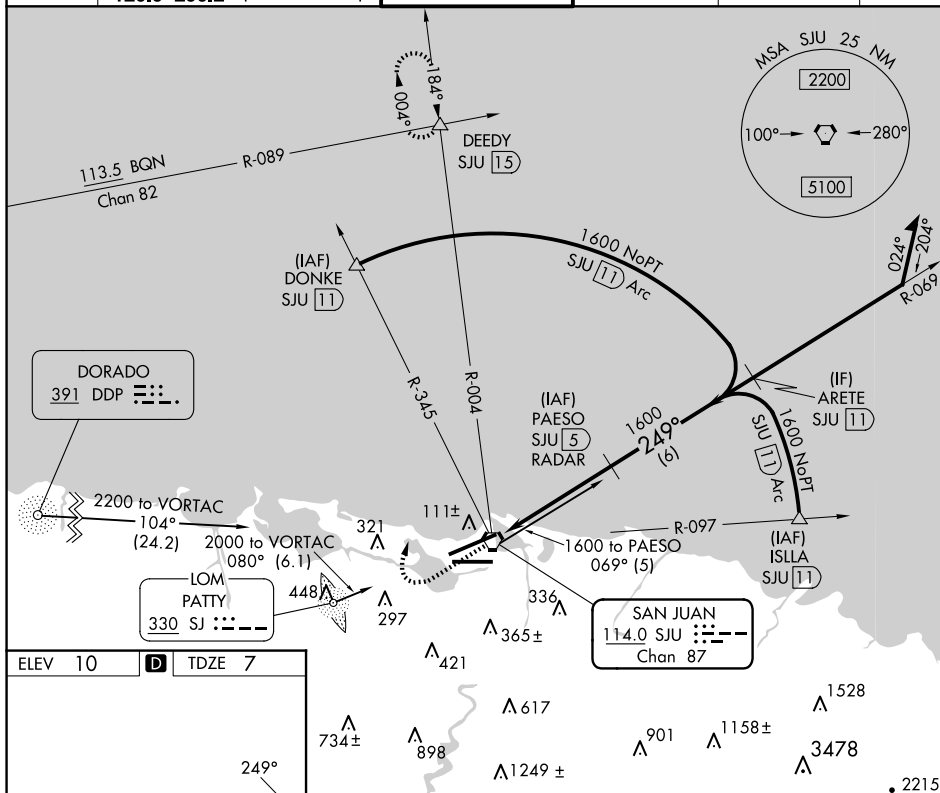 MSA SJU 25 NM
2200
100°
280°
5100
184°
004°
DEEDY
SJU 15
113.5 BQN
Chan 82
R-089
1600 NoPT
SJU 11 Arc
(IAF)
DONKE
SJU 11
024°
204°
R-069
DORADO
391 DDP
R-345
R-004
(IAF)
PAESO
SJU 5
RADAR
1600
249°
(6)
(IF)
ARETE
SJU 11
1600 NoPT
SJU 11 Arc
2200 to VORTAC
104°
(24.2)
321
111±
R-097
(IAF)
ISLLA
SJU 11
2000 to VORTAC
080° (6.1)
1600 to PAESO
069° (5)
LOM
PATTY
330 SJ
448
297
336
365±
421
SAN JUAN
114.0 SJU
Chan 87
ELEV 10 D TDZE 7
249°
617
734±
898
1249 ±
901
1158±
1528
3478
2215